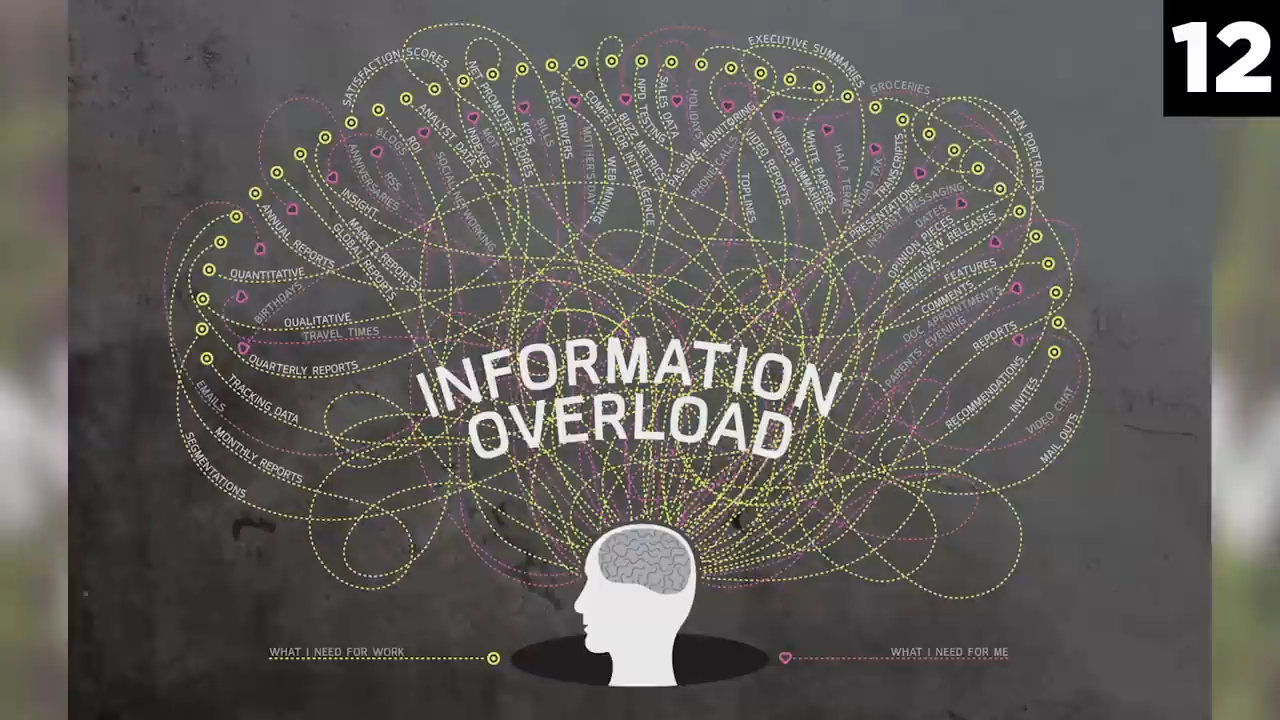 12
SATISFACTION SCORES
NET PROMOTER SCORES
EXECUTIVE SUMMARIES
GROCERIES
PEN PORTRAITS
ANALYST DATA
INDEXES
MOT
KPIS
BILLS
KEY DRIVERS
COMPETITOR INTELLIGENCE
MOTHER'S DAY
WEB MINING
BUZZ METRICS
NPD TESTING
SALES DATA
HOLIDAYS
PASSIVE MONITORING
PHONE CALLS
TOPLINES
VIDEO REPORTS
VIDEO SUMMARIES
WHITE PAPERS
HALF TERM
ROAD TAX
TRANSCRIPTS
PRESENTATIONS
INSTANT MESSAGING
DATES
OPINION PIECES
NEW RELEASES
REVIEWS
FEATURES
COMMENTS
DOC APPOINTMENTS
PARENTS EVENING
REPORTS
RECOMMENDATIONS
INVITES
VIDEO CHAT
MAIL OUTS
BLOGS
ROI
ANNIVERSARIES
RSS
SOCIAL NETWORKING
INSIGHT
MARKET REPORTS
GLOBAL REPORTS
ANNUAL REPORTS
QUANTITATIVE
BIRTHDAYS
QUALITATIVE
TRAVEL TIMES
QUARTERLY REPORTS
TRACKING DATA
EMAILS
MONTHLY REPORTS
SEGMENTATIONS
INFORMATION
OVERLOAD
WHAT I NEED FOR WORK
WHAT I NEED FOR ME